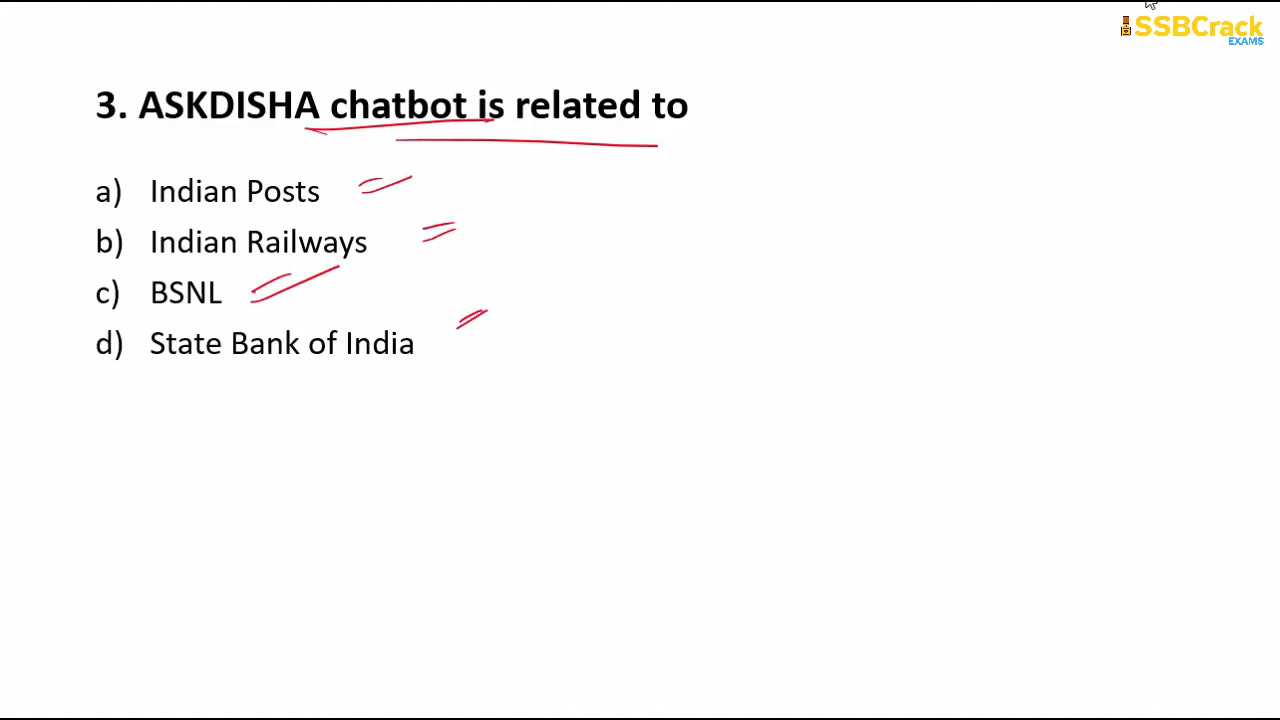 SSBCrack
EXAMS
3. ASKDISHA chatbot is related to
a) Indian Posts
b) Indian Railways
c) BSNL
d) State Bank of India